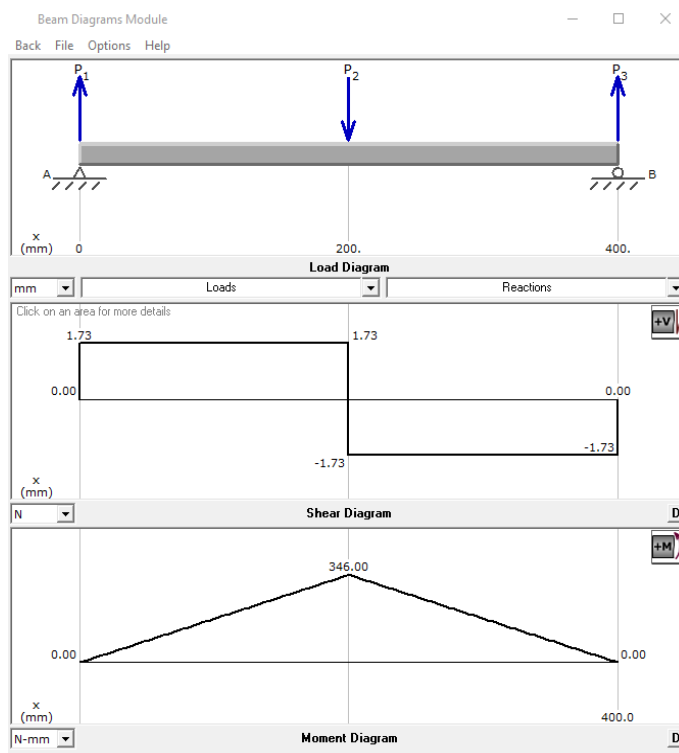 Beam Diagrams Module
Back File Options Help
P1 P2 P3
A B
x
(mm) 0 200. 400.
Load Diagram
mm Loads Reactions
Click on an area for more details
+V
1.73 1.73
0.00 0.00
-1.73 -1.73
x
(mm)
N Shear Diagram D
+M
346.00
0.00 0.00
x
(mm) 400.0
N-mm Moment Diagram D